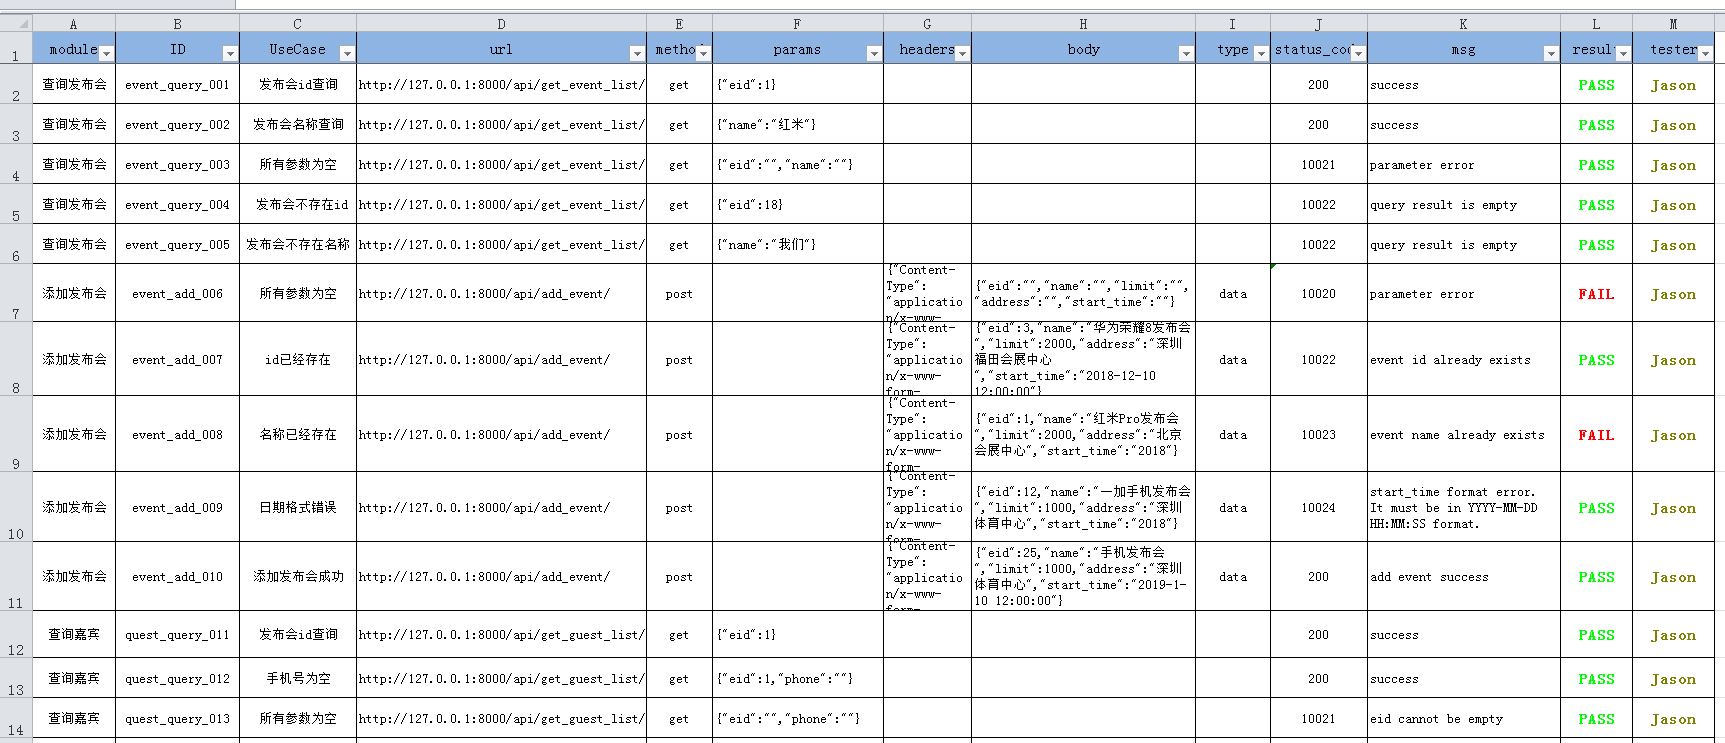 A B C D E F G H I J K L M
1 module ID UseCase url metho params headers body type status_co msg resul tester
2 查询发布会 event_query_001 发布会id查询 http://127.0.0.1:8000/api/get_event_list/ get {"eid":1} 200 success PASS Jason
3 查询发布会 event_query_002 发布会名称查询 http://127.0.0.1:8000/api/get_event_list/ get {"name":"红米"} 200 success PASS Jason
4 查询发布会 event_query_003 所有参数为空 http://127.0.0.1:8000/api/get_event_list/ get {"eid":"","name":""} 10021 parameter error PASS Jason
5 查询发布会 event_query_004 发布会不存在id http://127.0.0.1:8000/api/get_event_list/ get {"eid":18} 10022 query result is empty PASS Jason
6 查询发布会 event_query_005 发布会不存在名称 http://127.0.0.1:8000/api/get_event_list/ get {"name":"我们"} 10022 query result is empty PASS Jason
7 添加发布会 event_add_006 所有参数为空 http://127.0.0.1:8000/api/add_event/ post
{"Content-
Type":
"applicatio
n/x-www-
{"eid":"","name":"","limit":"",
"address":"","start_time":""}
data 10020 parameter error FAIL Jason
8 添加发布会 event_add_007 id已经存在 http://127.0.0.1:8000/api/add_event/ post
{"Content-
Type":
"applicatio
n/x-www-
form-
{"eid":3,"name":"华为荣耀8发布会
","limit":2000,"address":"深圳
福田会展中心
","start_time":"2018-12-10
12:00:00"}
data 10022 event id already exists PASS Jason
9 添加发布会 event_add_008 名称已经存在 http://127.0.0.1:8000/api/add_event/ post
{"Content-
Type":
"applicatio
n/x-www-
form-
{"eid":1,"name":"红米Pro发布会
","limit":2000,"address":"北京
会展中心","start_time":"2018"}
data 10023 event name already exists FAIL Jason
10 添加发布会 event_add_009 日期格式错误 http://127.0.0.1:8000/api/add_event/ post
{"Content-
Type":
"applicatio
n/x-www-
form-
{"eid":12,"name":"一加手机发布会
","limit":1000,"address":"深圳
体育中心","start_time":"2018"}
data 10024
start_time format error.
It must be in YYYY-MM-DD
HH:MM:SS format.
PASS Jason
11 添加发布会 event_add_010 添加发布会成功 http://127.0.0.1:8000/api/add_event/ post
{"Content-
Type":
"applicatio
n/x-www-
form-
{"eid":25,"name":"手机发布会
","limit":1000,"address":"深圳
体育中心","start_time":"2019-1-
10 12:00:00"}
data 200 add event success PASS Jason
12 查询嘉宾 quest_query_011 发布会id查询 http://127.0.0.1:8000/api/get_guest_list/ get {"eid":1} 200 success PASS Jason
13 查询嘉宾 quest_query_012 手机号为空 http://127.0.0.1:8000/api/get_guest_list/ get {"eid":1,"phone":""} 200 success PASS Jason
14 查询嘉宾 quest_query_013 所有参数为空 http://127.0.0.1:8000/api/get_guest_list/ get {"eid":"","phone":""} 10021 eid cannot be empty PASS Jason